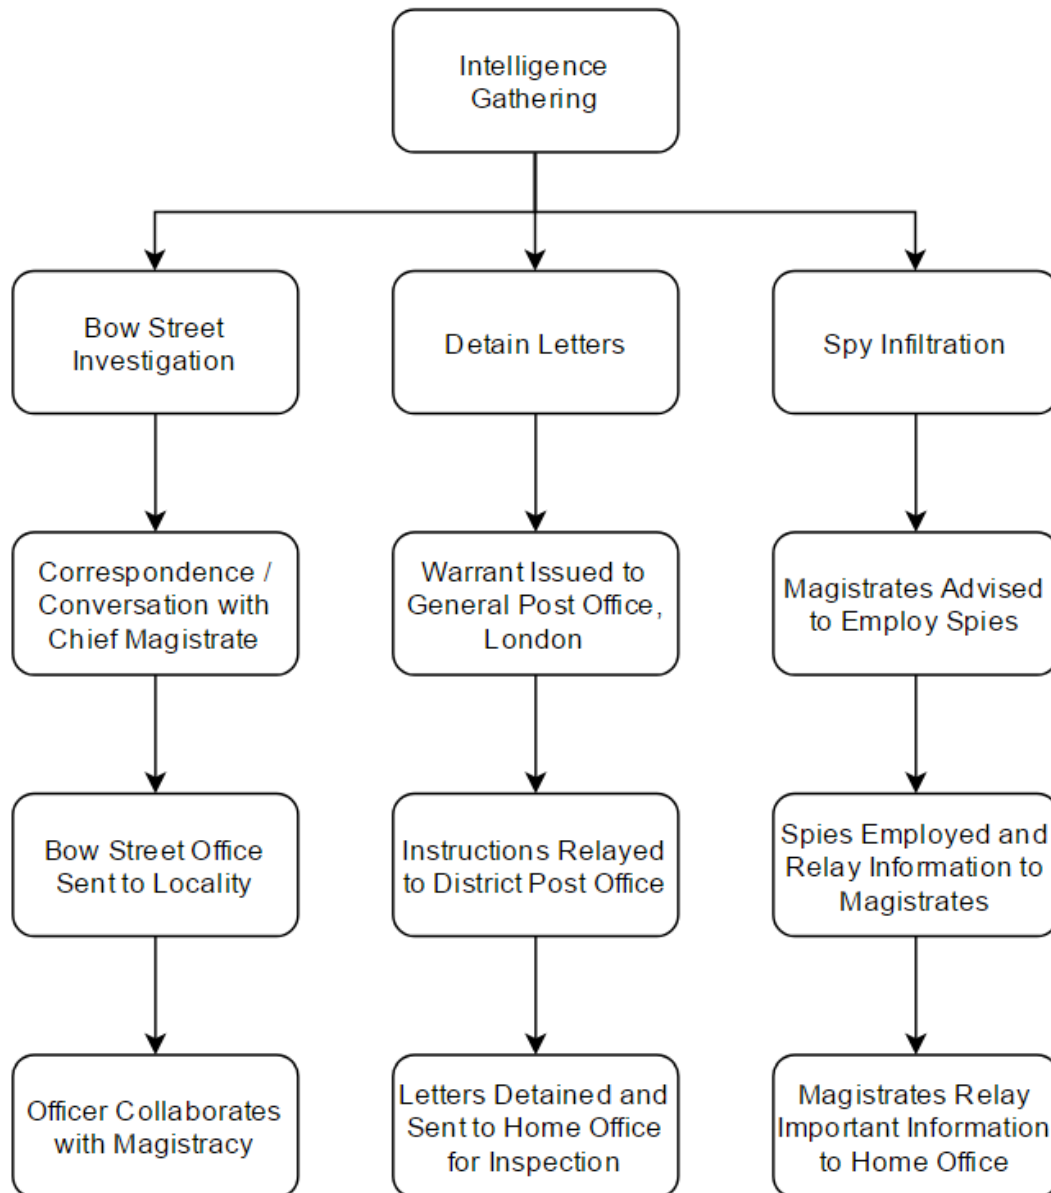 Intelligence
Gathering
Bow Street
Investigation
Detain Letters
Spy Infiltration
Correspondence /
Conversation with
Chief Magistrate
Warrant Issued to
General Post Office,
London
Magistrates Advised
to Employ Spies
Bow Street Office
Sent to Locality
Instructions Relayed
to District Post Office
Spies Employed and
Relay Information to
Magistrates
Officer Collaborates
with Magistracy
Letters Detained and
Sent to Home Office
for Inspection
Magistrates Relay
Important Information
to Home Office